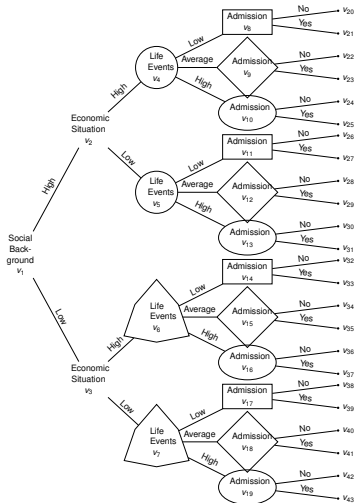 Social
Back-
ground
v1
High
Low
Economic
Situation
v2
High
Low
Economic
Situation
v3
High
Low
Life
Events
v4
Low
Average
High
Life
Events
v5
Low
Average
High
Life
Events
v6
Low
Average
High
Life
Events
v7
Low
Average
High
Admission
v8
No
Yes
v20
v21
Admission
v9
No
Yes
v22
v23
Admission
v10
No
Yes
v24
v25
Admission
v11
No
Yes
v26
v27
Admission
v12
No
Yes
v28
v29
Admission
v13
No
Yes
v30
v31
Admission
v14
No
Yes
v32
v33
Admission
v15
No
Yes
v34
v35
Admission
v16
No
Yes
v36
v37
Admission
v17
No
Yes
v38
v39
Admission
v18
No
Yes
v40
v41
Admission
v19
No
Yes
v42
v43